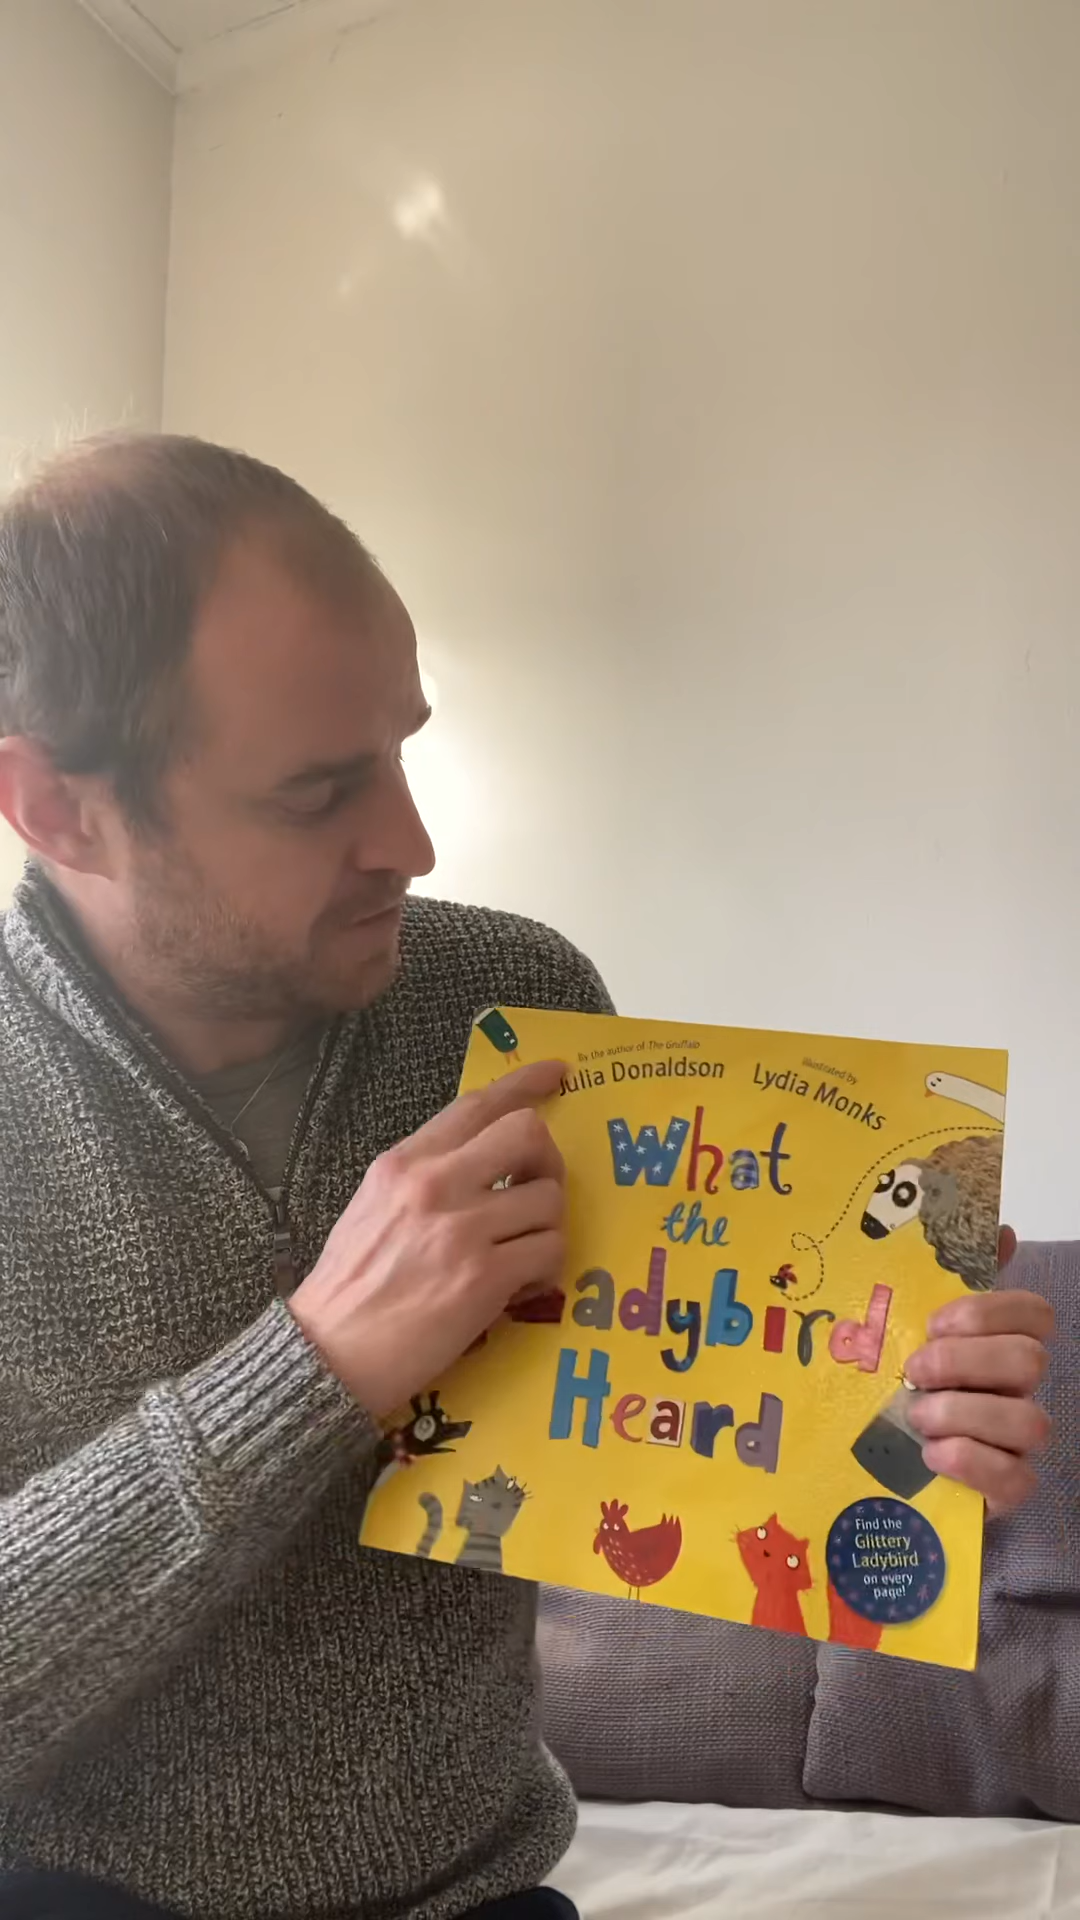 By the author of The Gruffalo
Julia Donaldson
illustrated by
Lydia Monks
What
the
Ladybird
Heard
Find the
Glittery
Ladybird
on every
page!